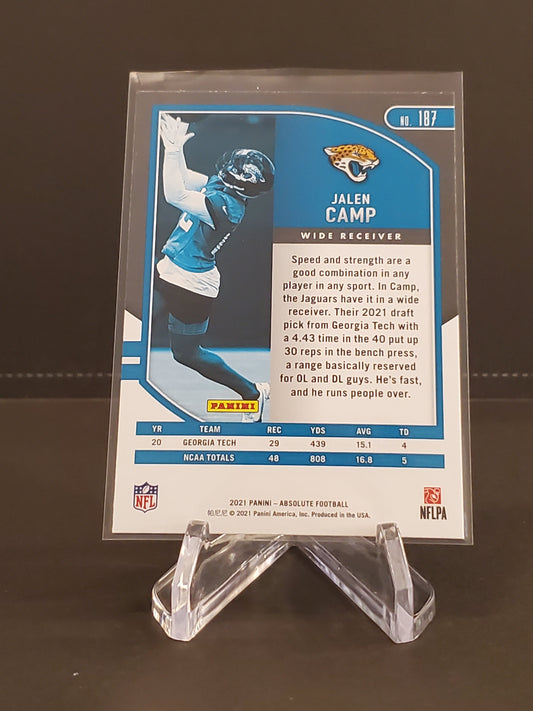 NO. 187
JALEN
CAMP
WIDE RECEIVER
Speed and strength are a
good combination in any
player in any sport. In Camp,
the Jaguars have it in a wide
receiver. Their 2021 draft
pick from Georgia Tech with
a 4.43 time in the 40 put up
30 reps in the bench press,
a range basically reserved
for OL and DL guys. He's fast,
and he runs people over.
PANINI
YR TEAM REC YDS AVG TD
20 GEORGIA TECH 29 439 15.1 4
NCAA TOTALS 48 808 16.8 5
NFL
NFLPA
2021 PANINI – ABSOLUTE FOOTBALL
帕尼尼 © 2021 Panini America, Inc. Produced in the USA.